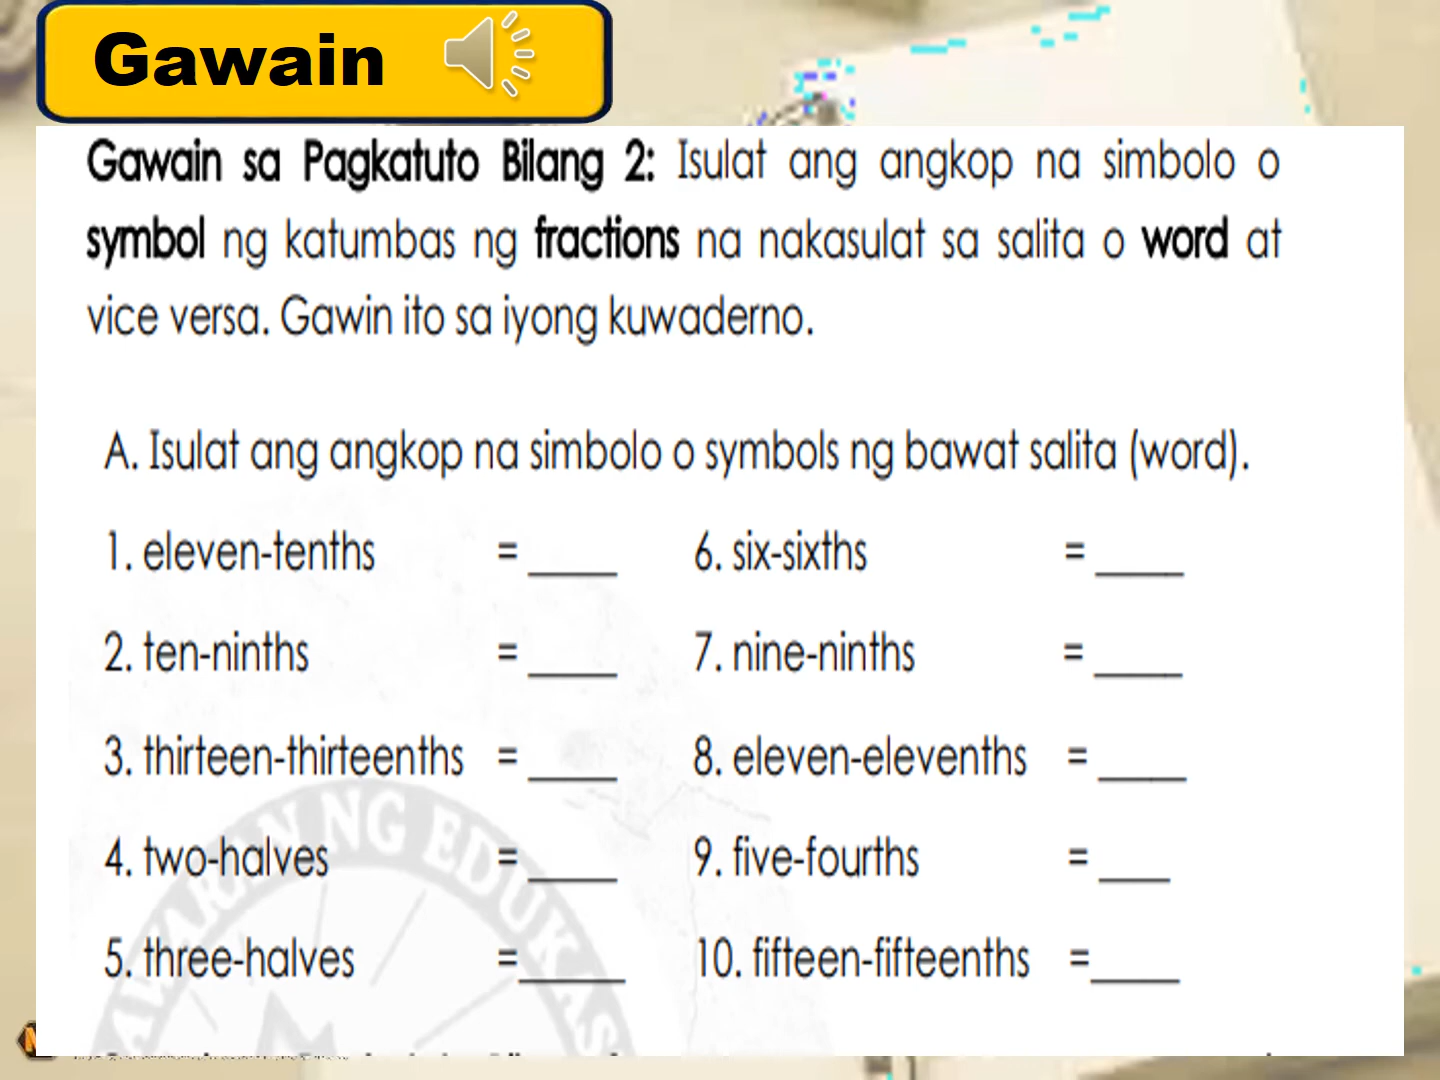 Gawain
Gawain sa Pagkatuto Bilang 2: Isulat ang angkop na simbolo o
symbol ng katumbas ng fractions na nakasulat sa salita o word at
vice versa. Gawin ito sa iyong kuwaderno.
A. Isulat ang angkop na simbolo o symbols ng bawat salita (word).
1. eleven-tenths = ____ 6. six-sixths = ____
2. ten-ninths = ____ 7. nine-ninths = ____
3. thirteen-thirteenths = ____ 8. eleven-elevenths = ____
4. two-halves = ____ 9. five-fourths = ____
5. three-halves =____ 10. fifteen-fifteenths =____
NG EDUKAS